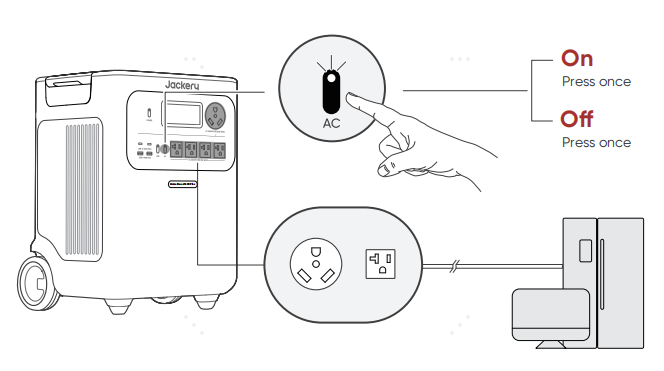 Jackery
AC
On
Press once
Off
Press once